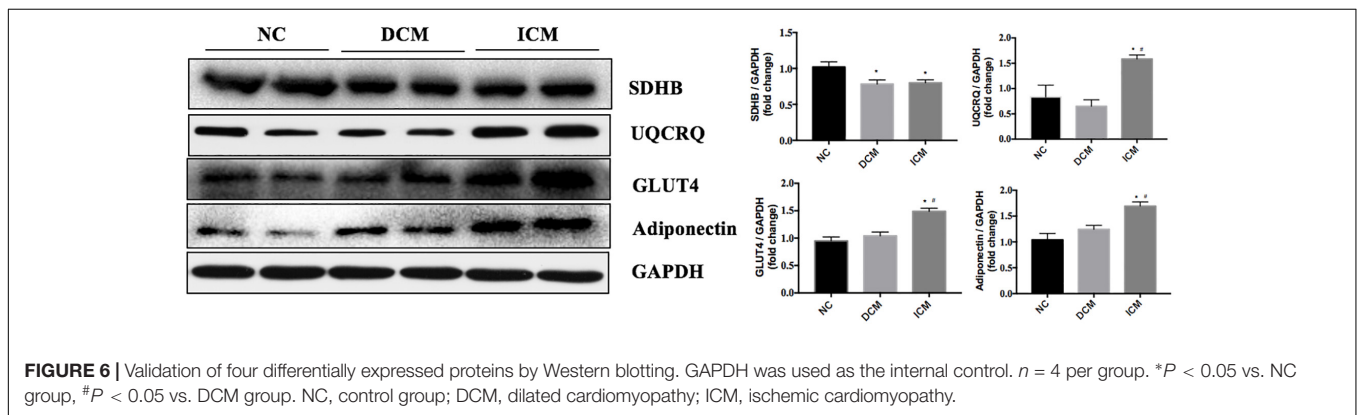 NC DCM ICM
SDHB
UQCRQ
GLUT4
Adiponectin
GAPDH
SDHB / GAPDH
(fold change)
1.5
1.0
0.5
0.0
NC
DCM
*
ICM
*
UQCRQ / GAPDH
(fold change)
2.0
1.5
1.0
0.5
0.0
NC
DCM
ICM
* #
GLUT4 / GAPDH
(fold change)
2.0
1.5
1.0
0.5
0.0
NC
DCM
ICM
* #
Adiponectin / GAPDH
(fold change)
2.0
1.5
1.0
0.5
0.0
NC
DCM
ICM
* #
FIGURE 6 | Validation of four differentially expressed proteins by Western blotting. GAPDH was used as the internal control. n = 4 per group. *P < 0.05 vs. NC
group, #P < 0.05 vs. DCM group. NC, control group; DCM, dilated cardiomyopathy; ICM, ischemic cardiomyopathy.